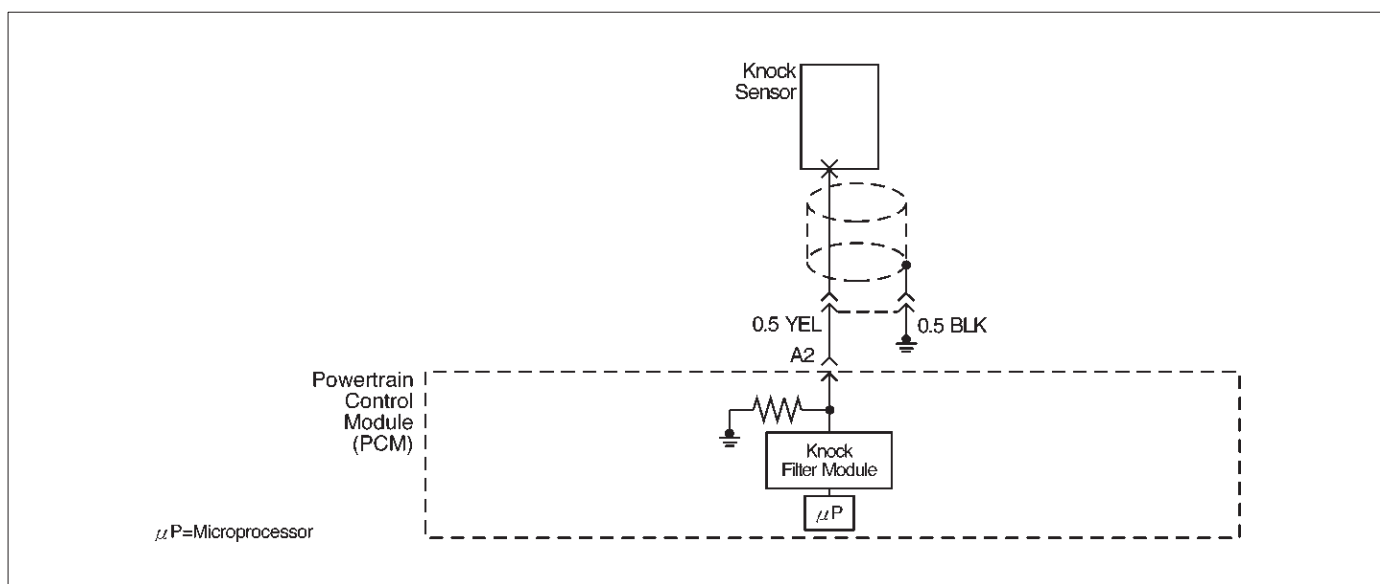 Knock
Sensor
0.5 YEL
0.5 BLK
A2
Powertrain
Control
Module
(PCM)
Knock
Filter Module
μP
μP=Microprocessor